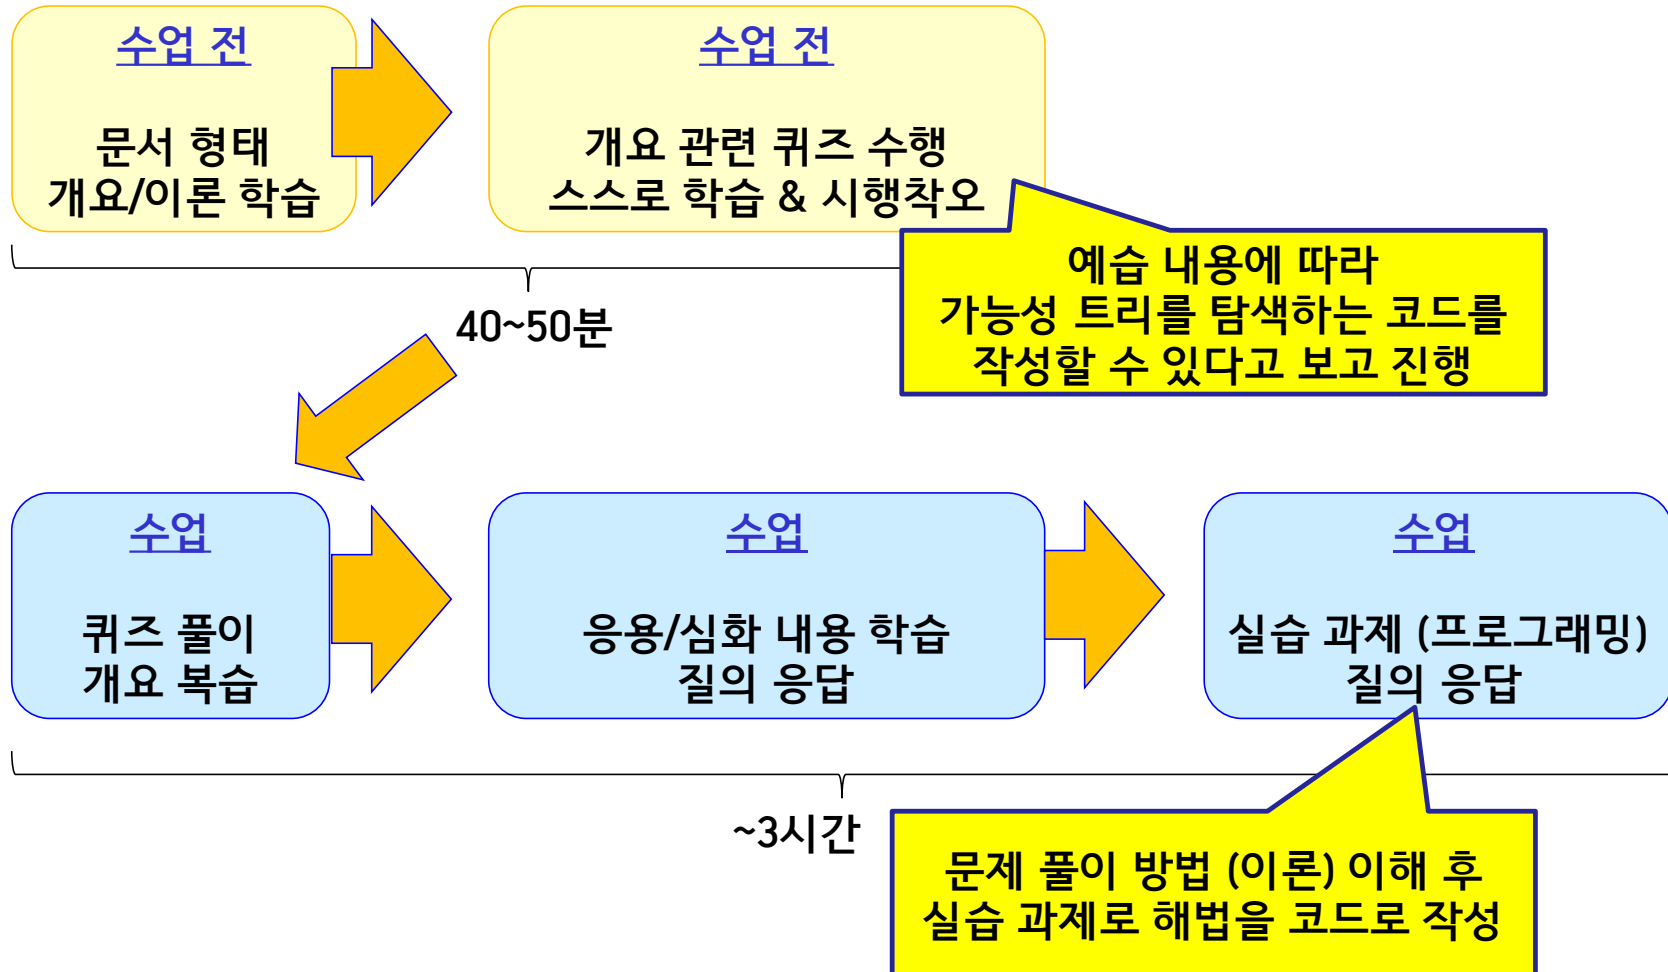 수업 전
문서 형태
개요/이론 학습
수업 전
개요 관련 퀴즈 수행
스스로 학습 & 시행착오
예습 내용에 따라
가능성 트리를 탐색하는 코드를
작성할 수 있다고 보고 진행
40~50분
수업
퀴즈 풀이
개요 복습
수업
응용/심화 내용 학습
질의 응답
수업
실습 과제 (프로그래밍)
질의 응답
~3시간
문제 풀이 방법 (이론) 이해 후
실습 과제로 해법을 코드로 작성